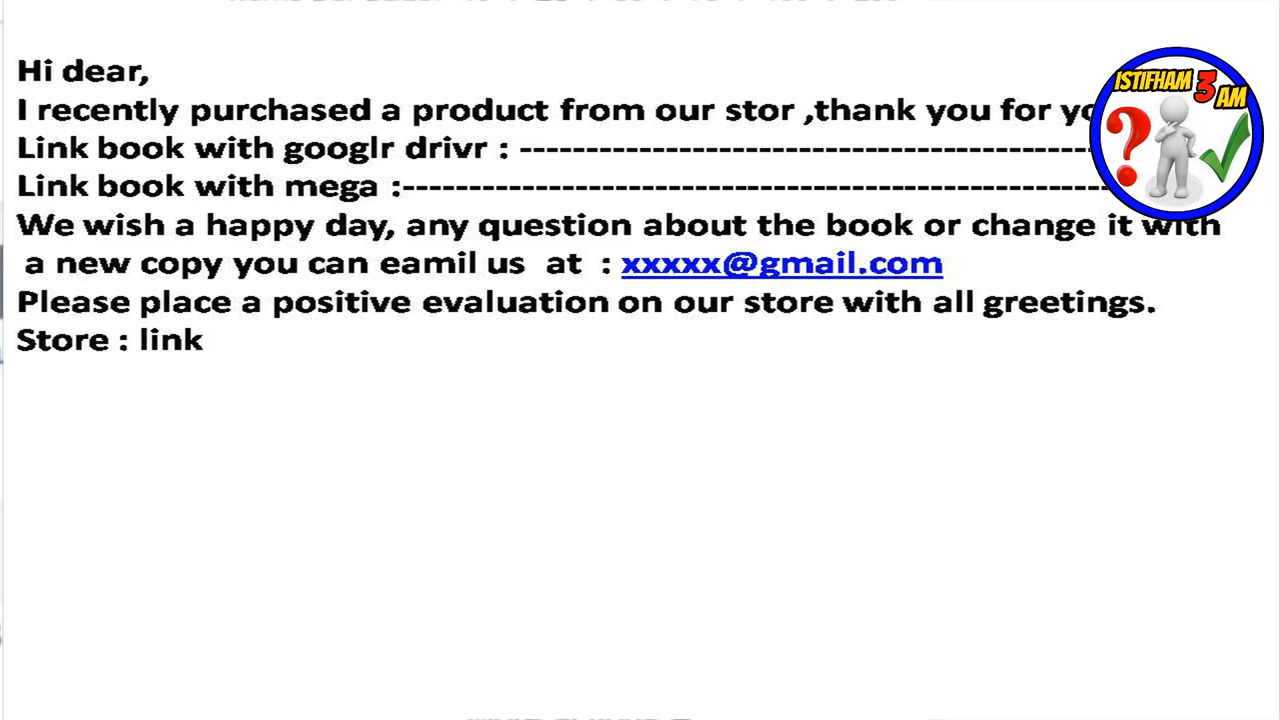 Hi dear,
I recently purchased a product from our stor ,thank you for
Link book with googlr drivr : --------------------------------------------
Link book with mega :------------------------------------------------------
We wish a happy day, any question about the book or change it with
a new copy you can eamil us at : xxxxx@gmail.com
Please place a positive evaluation on our store with all greetings.
Store : link
ISTIFHAM 3 AM